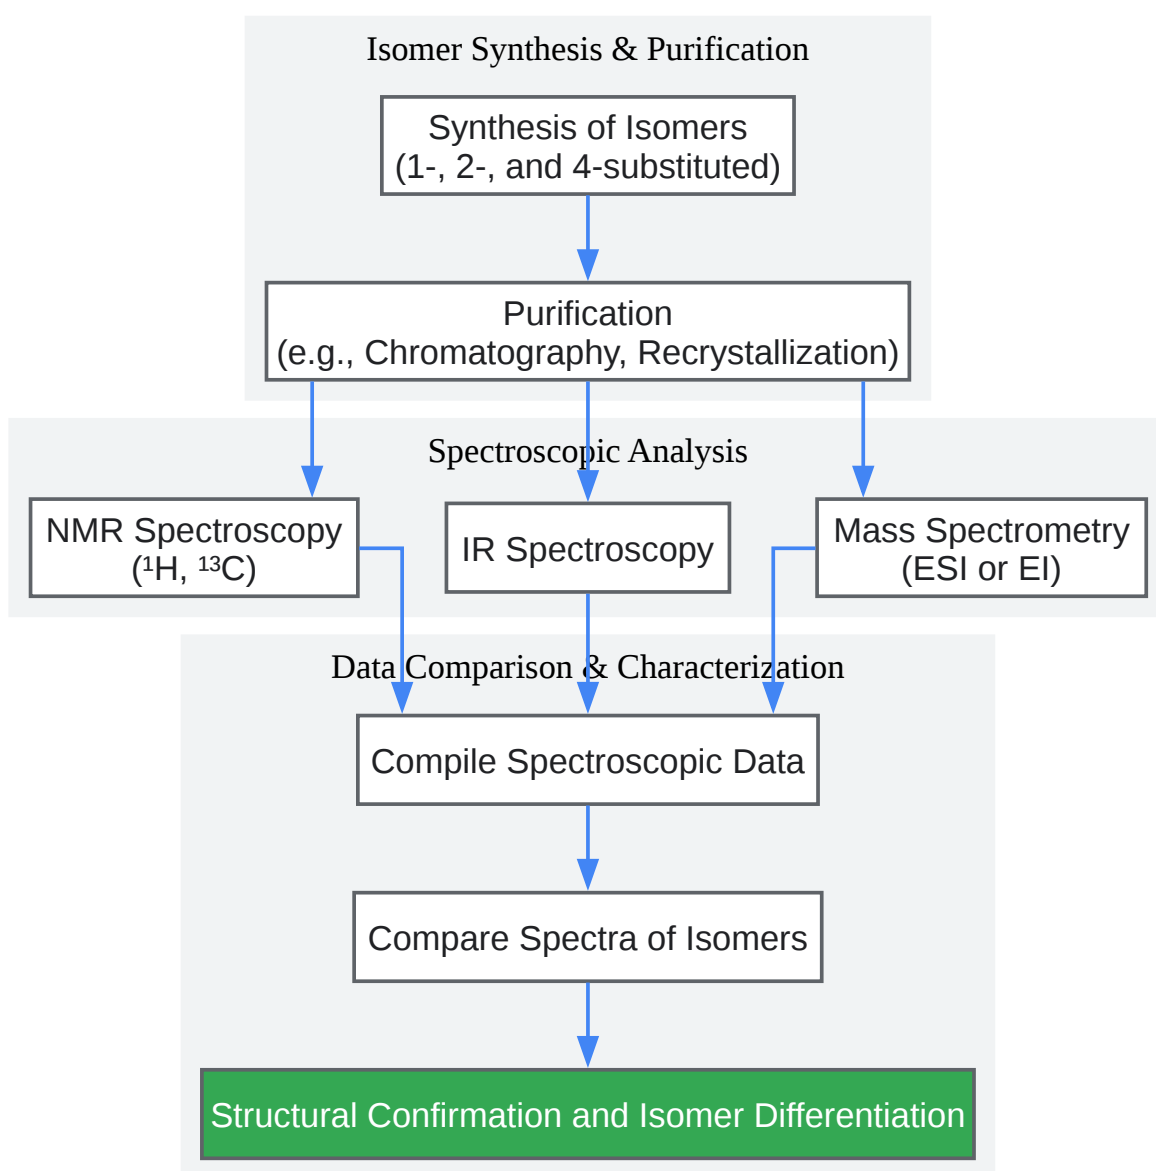 Isomer Synthesis & Purification
Synthesis of Isomers
(1-, 2-, and 4-substituted)
Purification
(e.g., Chromatography, Recrystallization)
Spectroscopic Analysis
NMR Spectroscopy
(¹H, ¹³C)
IR Spectroscopy
Mass Spectrometry
(ESI or EI)
Data Comparison & Characterization
Compile Spectroscopic Data
Compare Spectra of Isomers
Structural Confirmation and Isomer Differentiation